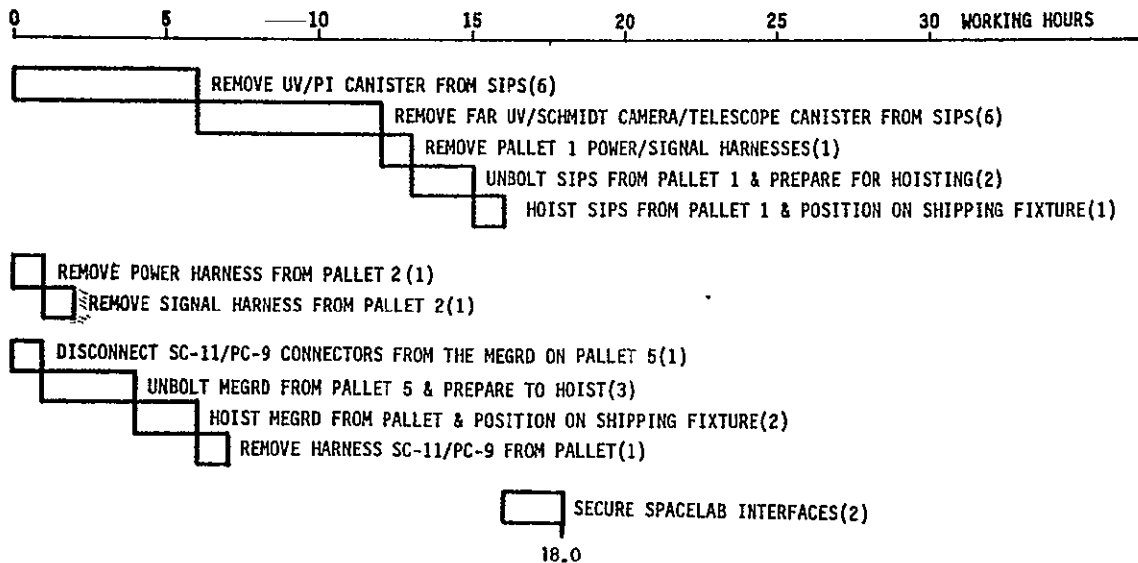 0 5 10 15 20 25 30 WORKING HOURS
REMOVE UV/PI CANISTER FROM SIPS(6)
REMOVE FAR UV/SCHMIDT CAMERA/TELESCOPE CANISTER FROM SIPS(6)
REMOVE PALLET 1 POWER/SIGNAL HARNESSES(1)
UNBOLT SIPS FROM PALLET 1 & PREPARE FOR HOISTING(2)
HOIST SIPS FROM PALLET 1 & POSITION ON SHIPPING FIXTURE(1)
REMOVE POWER HARNESS FROM PALLET 2(1)
REMOVE SIGNAL HARNESS FROM PALLET 2(1)
DISCONNECT SC-11/PC-9 CONNECTORS FROM THE MEGRD ON PALLET 5(1)
UNBOLT MEGRD FROM PALLET 5 & PREPARE TO HOIST(3)
HOIST MEGRD FROM PALLET & POSITION ON SHIPPING FIXTURE(2)
REMOVE HARNESS SC-11/PC-9 FROM PALLET(1)
SECURE SPACELAB INTERFACES(2)
18.0